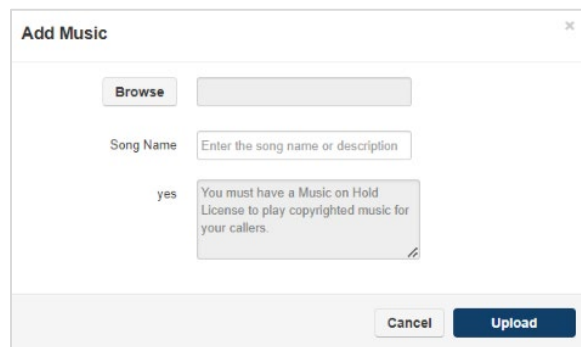 Add Music
×
Browse
Song Name
Enter the song name or description
yes
You must have a Music on Hold
License to play copyrighted music for
your callers.
Cancel
Upload